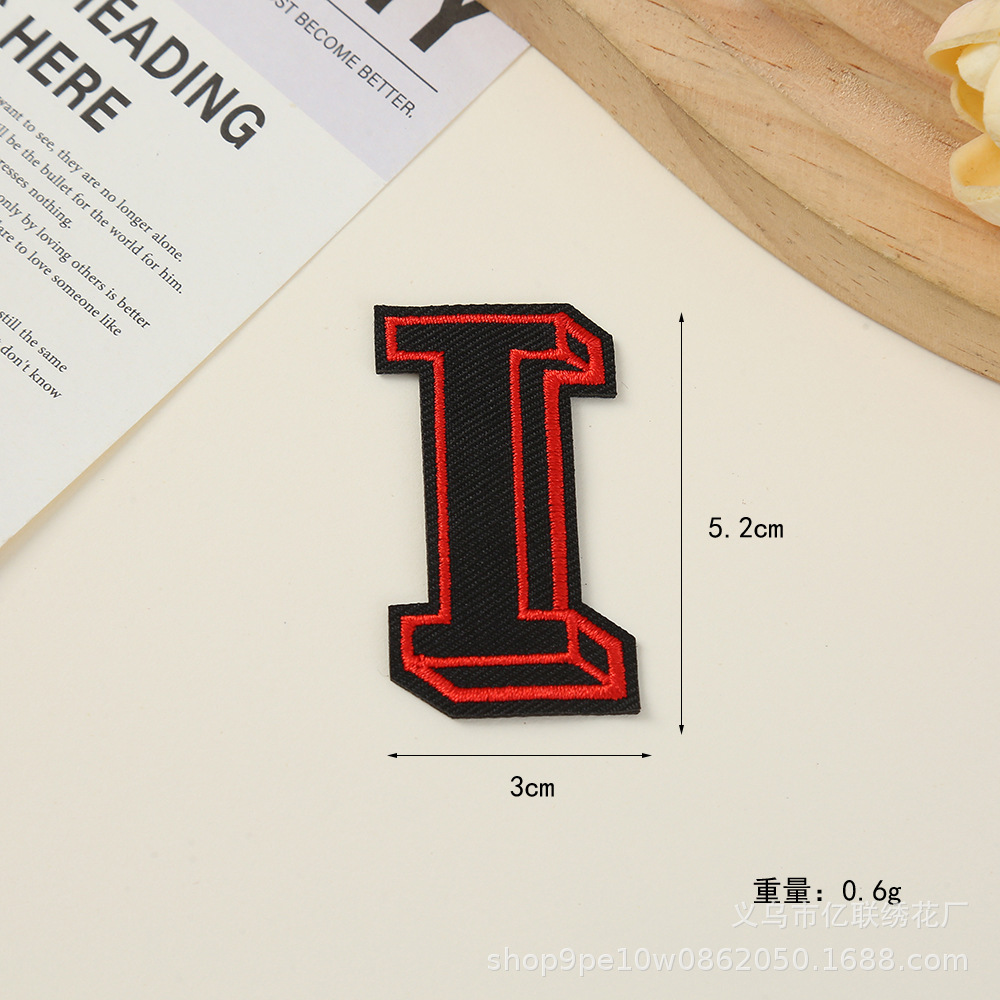 TY
ST BECOME BETTER.
HEADING
HERE
want to see, they are no longer alone.
ll be the bullet for the world for him.
resses nothing.
only by loving others is better
are to love someone like
still the same
don't know
I
5.2cm
3cm
重量：0.6g
义乌市亿联绣花厂
shop9pe10w0862050.1688.com